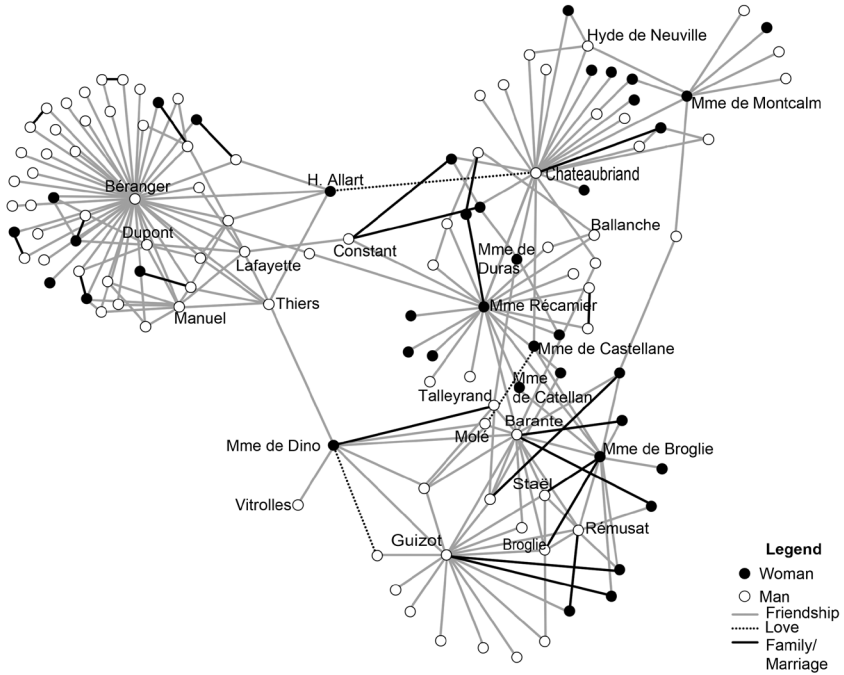 Hyde de Neuville
Mme de Montcalm
Béranger
H. Allart
Chateaubriand
Dupont
Lafayette
Constant
Ballanche
Mme de
Duras
Manuel
Thiers
Mme Récamier
Mme de Castellane
Mme
de Catellan
Talleyrand
Barante
Molé
Mme de Dino
Mme de Broglie
Staël
Vitrolles
Rémusat
Guizot
Broglie
Legend
Woman
Man
Friendship
Love
Family/
Marriage